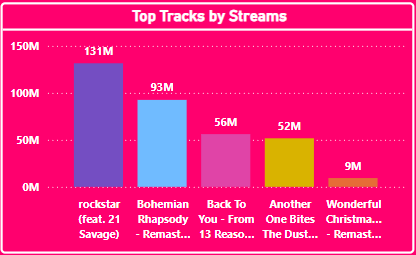 Top Tracks by Streams
150M
100M
50M
0M
131M
93M
56M
52M
9M
rockstar
(feat. 21
Savage)
Bohemian
Rhapsody
- Remast...
Back To
You - From
13 Reaso...
Another
One Bites
The Dust...
Wonderful
Christma...
- Remast...